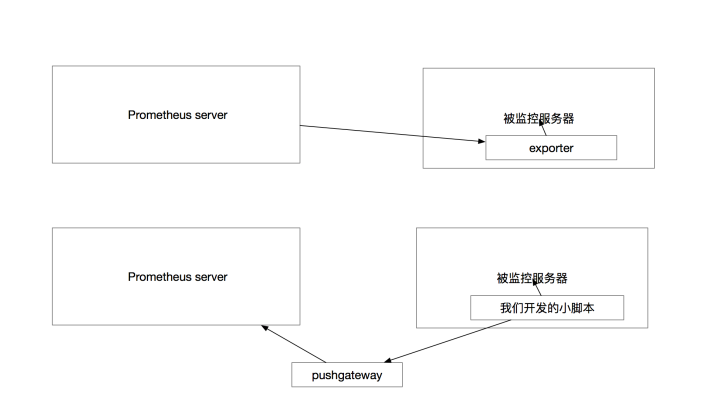 Prometheus server
被监控服务器
exporter
Prometheus server
被监控服务器
我们开发的小脚本
pushgateway